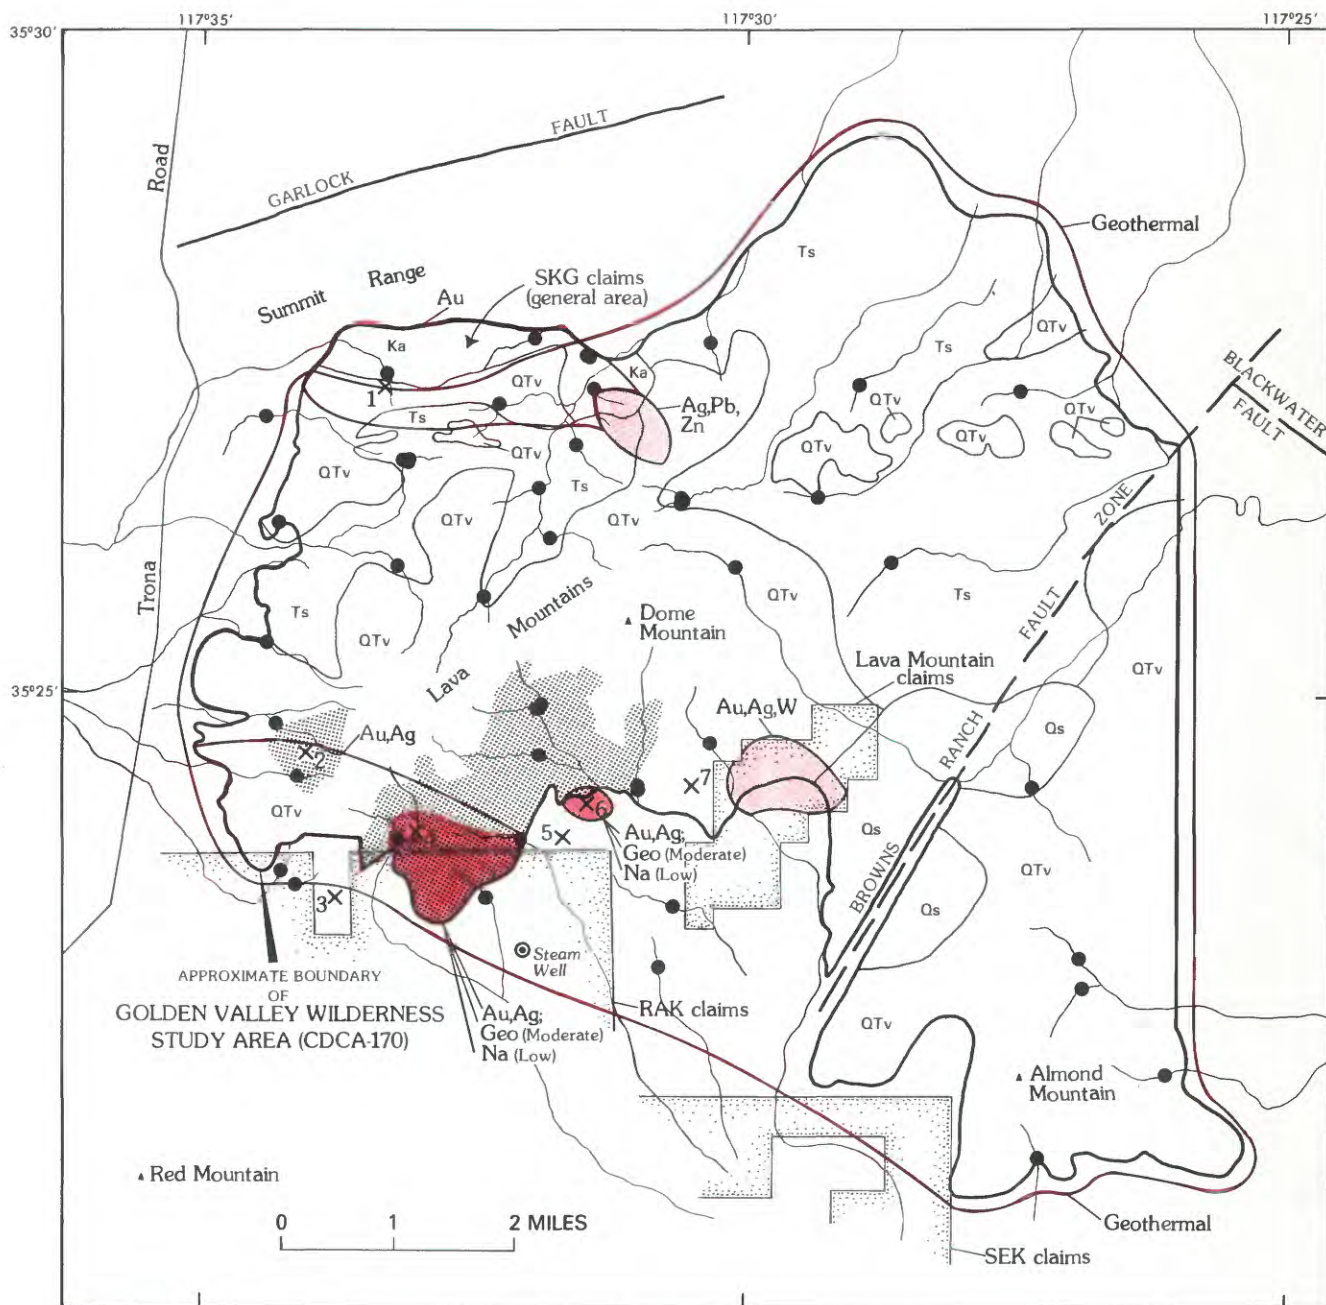 117°35'
117°30'
117°25'
35°30'
FAULT
GARLOCK
Road
Geothermal
Ts
Summit
Range
SKG claims
(general area)
Au
Ka
QTv
Ts
BLACKWATER
FAULT
Ka
QTv
1
Ts
Ag,Pb,
Zn
QTv
QTv
QTv
QTv
QTv
QTv
Ts
QTv
QTv
ZONE
Trona
Ts
QTv
Mountains
Dome
Mountain
QTv
Ts
FAULT
QTv
35°25'
Lava
Lava Mountain
claims
Au,Ag,W
Au,Ag
2
7
RANCH
Qs
QTv
6
5
Au,Ag;
Geo (Moderate)
Na (Low)
Qs
BROWNS
QTv
3
Qs
Steam
Well
APPROXIMATE BOUNDARY
OF
GOLDEN VALLEY WILDERNESS
STUDY AREA (CDCA-170)
Au,Ag;
Geo (Moderate)
Na (Low)
RAK claims
QTv
Almond
Mountain
Red Mountain
0 1 2 MILES
Geothermal
SEK claims